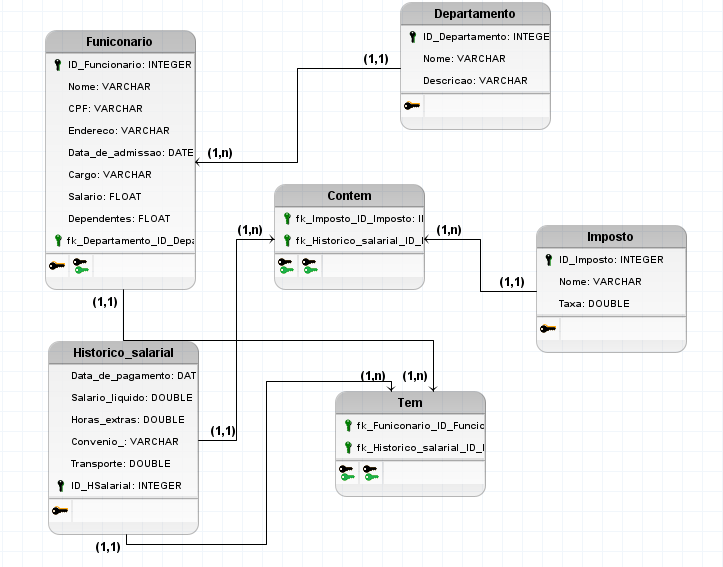 Departamento
ID_Departamento: INTEGE
Nome: VARCHAR
Descricao: VARCHAR
(1,1)
(1,n)
Funiconario
ID_Funcionario: INTEGER
Nome: VARCHAR
CPF: VARCHAR
Endereco: VARCHAR
Data_de_admissao: DATE
Cargo: VARCHAR
Salario: FLOAT
Dependentes: FLOAT
fk_Departamento_ID_Depa
(1,1)
Contem
fk_Imposto_ID_Imposto: II
fk_Historico_salarial_ID_I
(1,n)
(1,n)
Imposto
ID_Imposto: INTEGER
Nome: VARCHAR
Taxa: DOUBLE
(1,1)
Historico_salarial
Data_de_pagamento: DAT
Salario_liquido: DOUBLE
Horas_extras: DOUBLE
Convenio_: VARCHAR
Transporte: DOUBLE
ID_HSalarial: INTEGER
(1,1)
(1,1)
(1,n)
(1,n)
Tem
fk_Funiconario_ID_Funcio
fk_Historico_salarial_ID_I